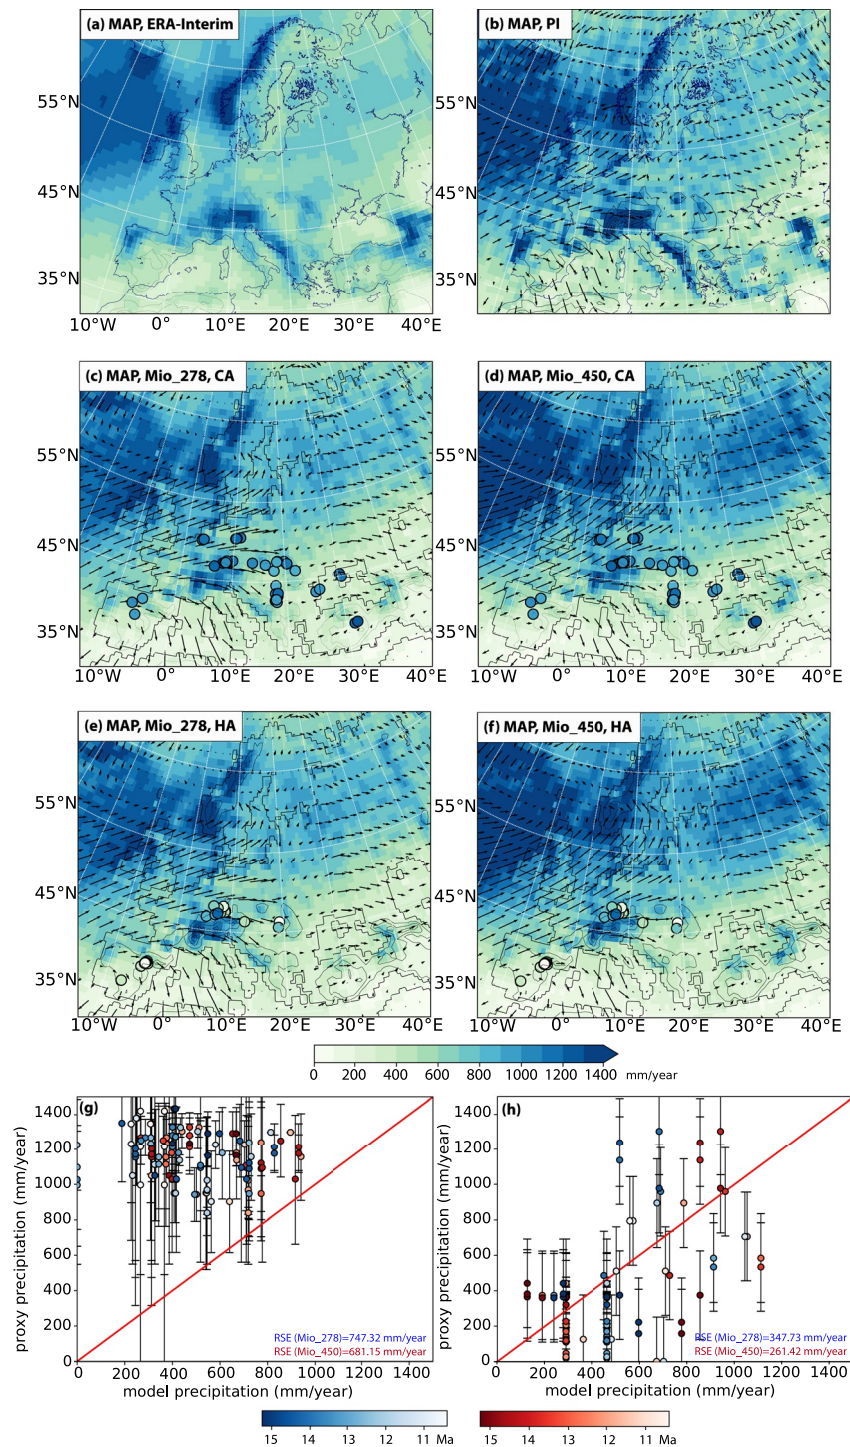 (a) MAP, ERA-Interim
(b) MAP, PI
55°N
55°N
45°N
45°N
35°N
35°N
10°W 0° 10°E 20°E 30°E 40°E
10°W 0° 10°E 20°E 30°E 40°E
(c) MAP, Mio_278, CA
(d) MAP, Mio_450, CA
55°N
55°N
45°N
45°N
35°N
35°N
10°W 0° 10°E 20°E 30°E 40°E
10°W 0° 10°E 20°E 30°E 40°E
(e) MAP, Mio_278, HA
(f) MAP, Mio_450, HA
55°N
55°N
45°N
45°N
35°N
35°N
10°W 0° 10°E 20°E 30°E 40°E
10°W 0° 10°E 20°E 30°E 40°E
0 200 400 600 800 1000 1200 1400 mm/year
(g)
proxy precipitation (mm/year)
1400
1200
1000
800
600
400
200
0
RSE (Mio_278)=747.32 mm/year
RSE (Mio_450)=681.15 mm/year
0 200 400 600 800 1000 1200 1400
model precipitation (mm/year)
(h)
proxy precipitation (mm/year)
1400
1200
1000
800
600
400
200
0
RSE (Mio_278)=347.73 mm/year
RSE (Mio_450)=261.42 mm/year
0 200 400 600 800 1000 1200 1400
model precipitation (mm/year)
15 14 13 12 11 Ma
15 14 13 12 11 Ma